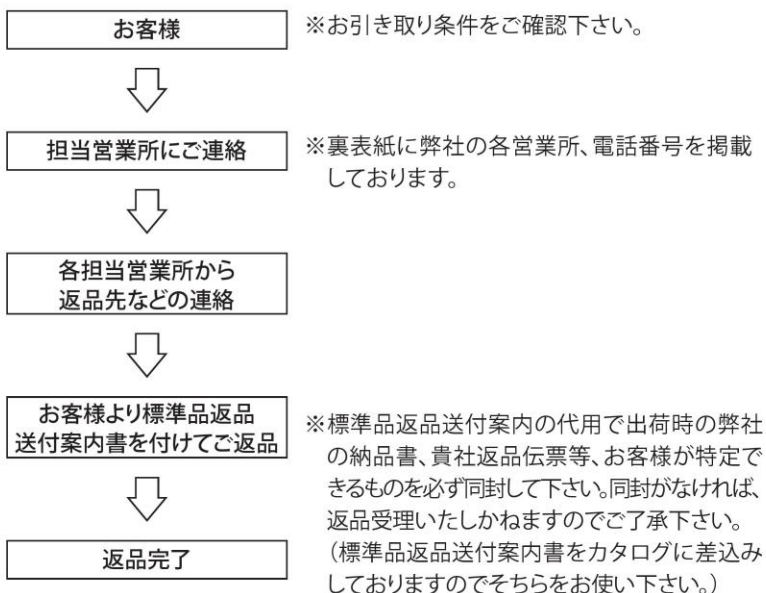 お客様
※お引き取り条件をご確認下さい。
担当営業所にご連絡
※裏表紙に弊社の各営業所、電話番号を掲載
しております。
各担当営業所から
返品先などの連絡
お客様より標準品返品
送付案内書を付けてご返品
※標準品返品送付案内の代用で出荷時の弊社
の納品書、貴社返品伝票等、お客様が特定で
きるものを必ず同封して下さい。同封がなければ、
返品受理いたしかねますのでご了承下さい。
（標準品返品送付案内書をカタログに差込み
しておりますのでそちらをお使い下さい。）
返品完了